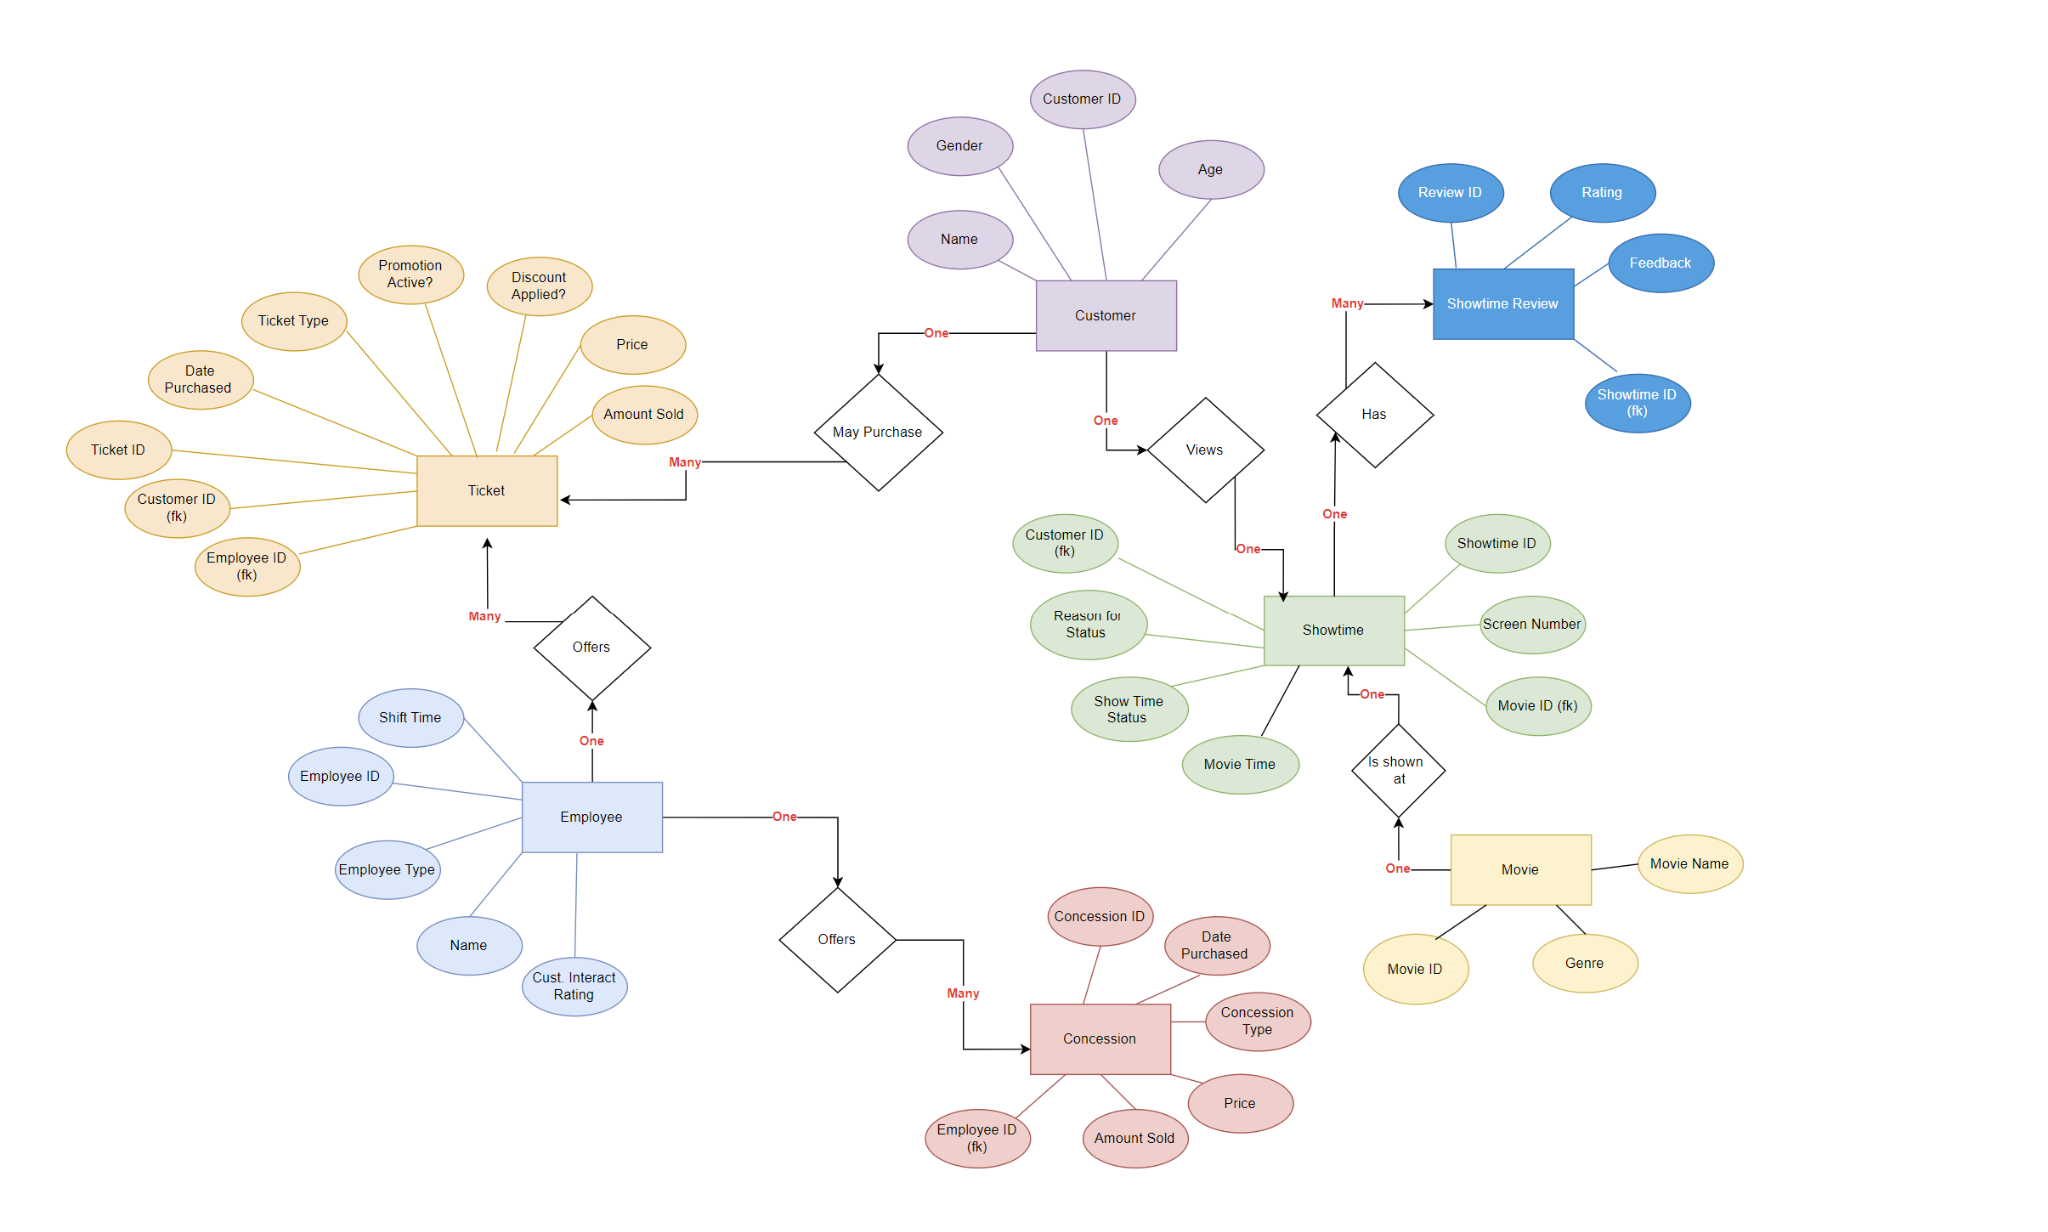 Customer ID
Gender
Age
Name
Customer
Review ID
Rating
Feedback
Showtime Review
Showtime ID
(fk)
Many
Has
One
Promotion
Active?
Discount
Applied?
Ticket Type
Price
Date
Purchased
Amount Sold
Ticket ID
Customer ID
(fk)
Employee ID
(fk)
Ticket
One
May Purchase
Many
One
Views
One
Customer ID
(fk)
Reason for
Status
Show Time
Status
Movie Time
Showtime
Showtime ID
Screen Number
Movie ID (fk)
Many
Offers
One
Shift Time
Employee ID
Employee Type
Name
Cust. Interact
Rating
Employee
One
Offers
Many
One
Is shown
at
One
Movie
Movie Name
Movie ID
Genre
Concession ID
Date
Purchased
Concession
Type
Concession
Price
Employee ID
(fk)
Amount Sold